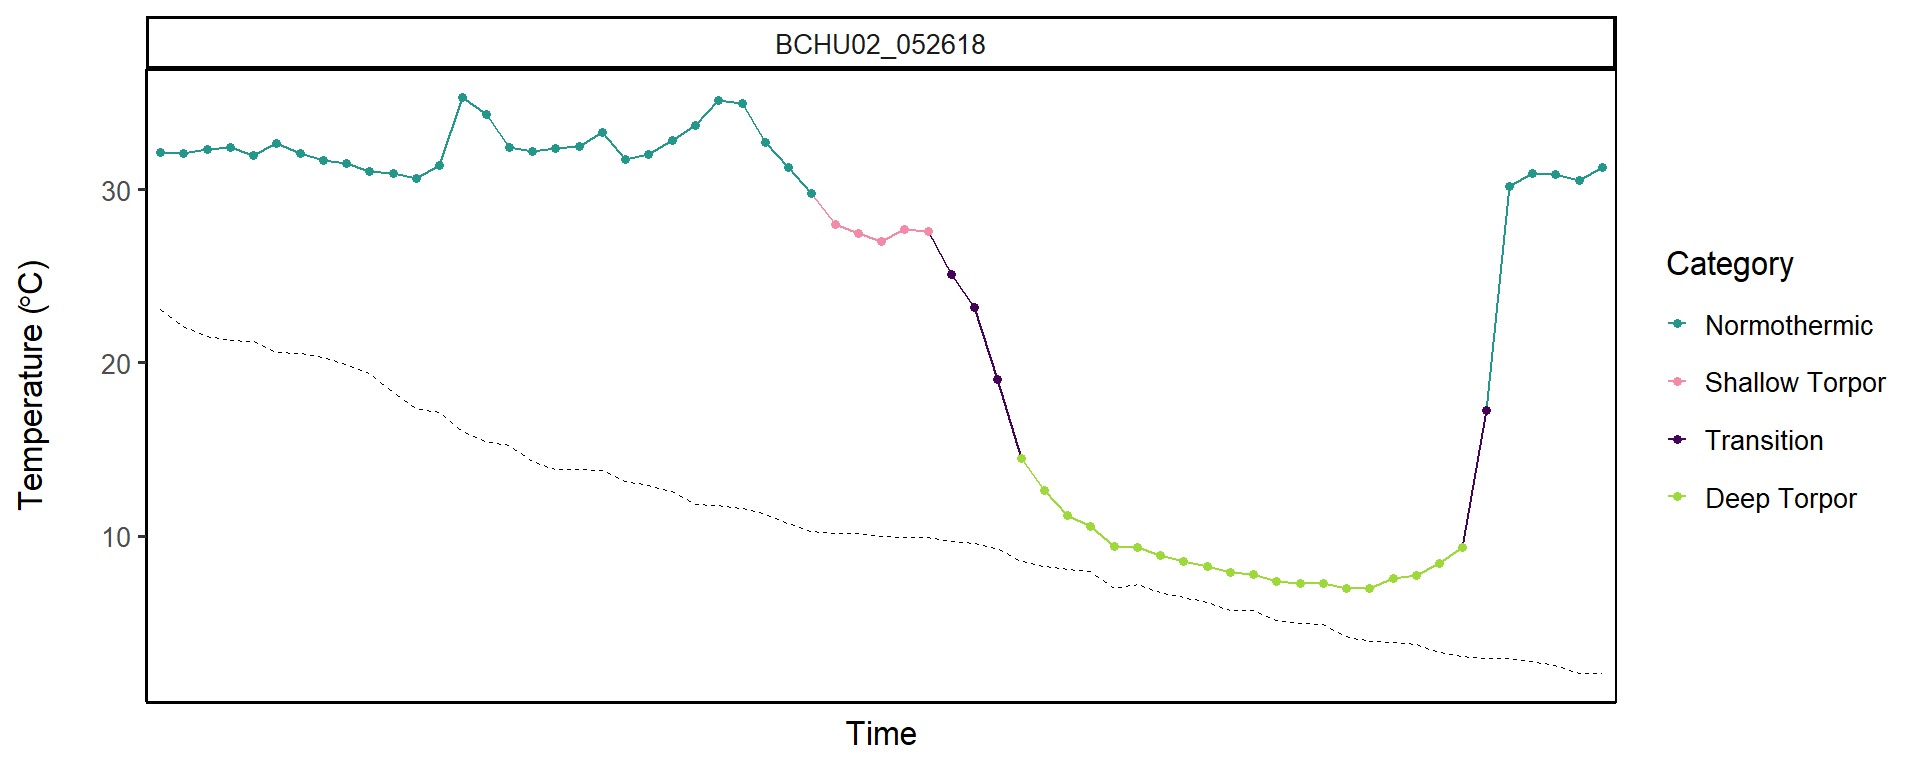 BCHU02_052618
Temperature (°C)
30
20
10
Time
Category
Normothermic
Shallow Torpor
Transition
Deep Torpor